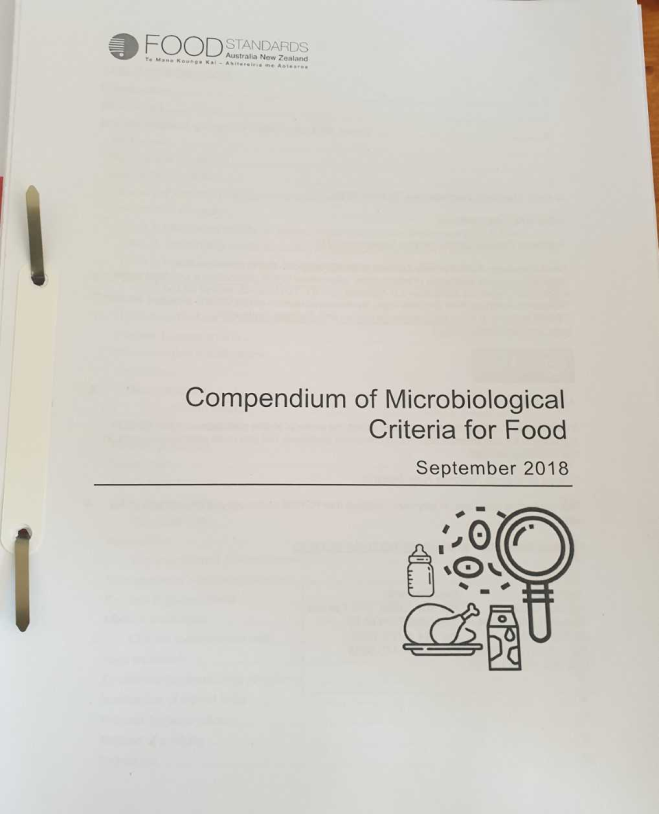 FOOD STANDARDS
Australia New Zealand
Te Mana Kounga Kai – Ahitereiria me Aotearoa
Compendium of Microbiological
Criteria for Food
September 2018